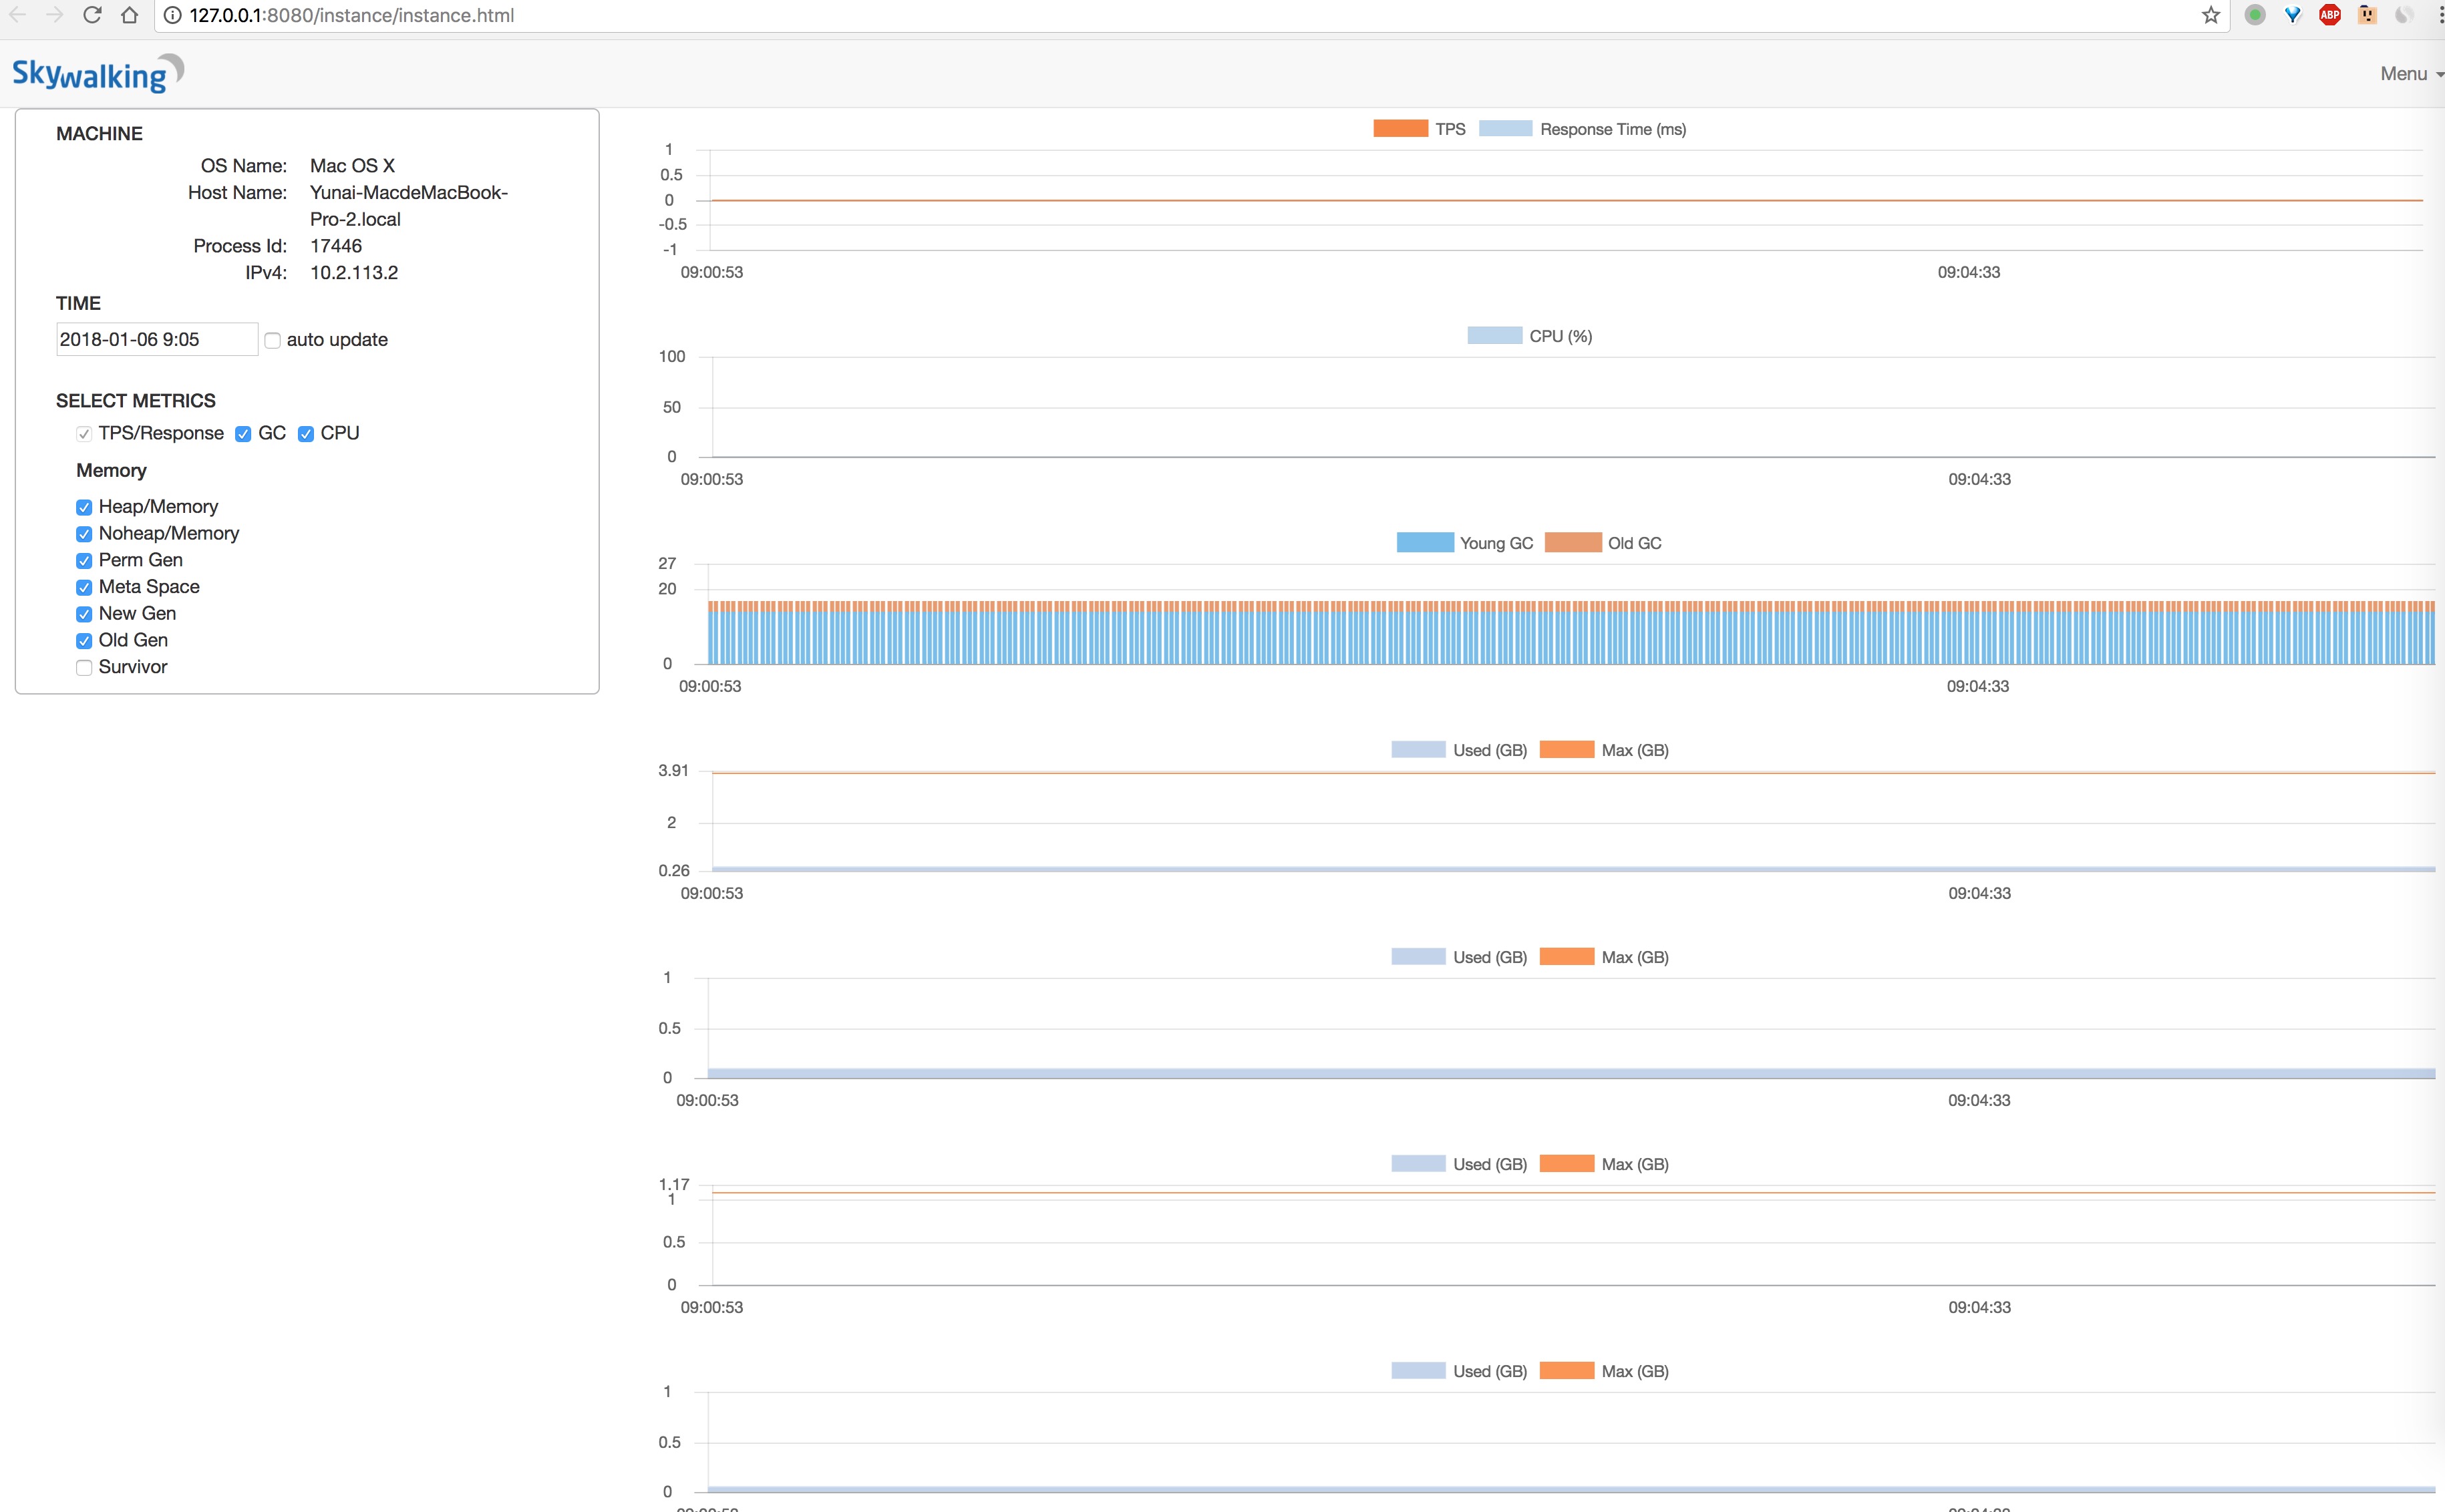 127.0.0.1:8080/instance/instance.html
ABP
Skywalking
Menu
MACHINE
OS Name: Mac OS X
Host Name: Yunai-MacdeMacBook-
Pro-2.local
Process Id: 17446
IPv4: 10.2.113.2
TIME
2018-01-06 9:05 auto update
SELECT METRICS
TPS/Response GC CPU
Memory
Heap/Memory
Noheap/Memory
Perm Gen
Meta Space
New Gen
Old Gen
Survivor
TPS Response Time (ms)
1
0.5
0
-0.5
-1
09:00:53 09:04:33
CPU (%)
100
50
0
09:00:53 09:04:33
Young GC Old GC
27
20
0
09:00:53 09:04:33
Used (GB) Max (GB)
3.91
2
0.26
09:00:53 09:04:33
Used (GB) Max (GB)
1
0.5
0
09:00:53 09:04:33
Used (GB) Max (GB)
1.17
1
0.5
0
09:00:53 09:04:33
Used (GB) Max (GB)
1
0.5
0